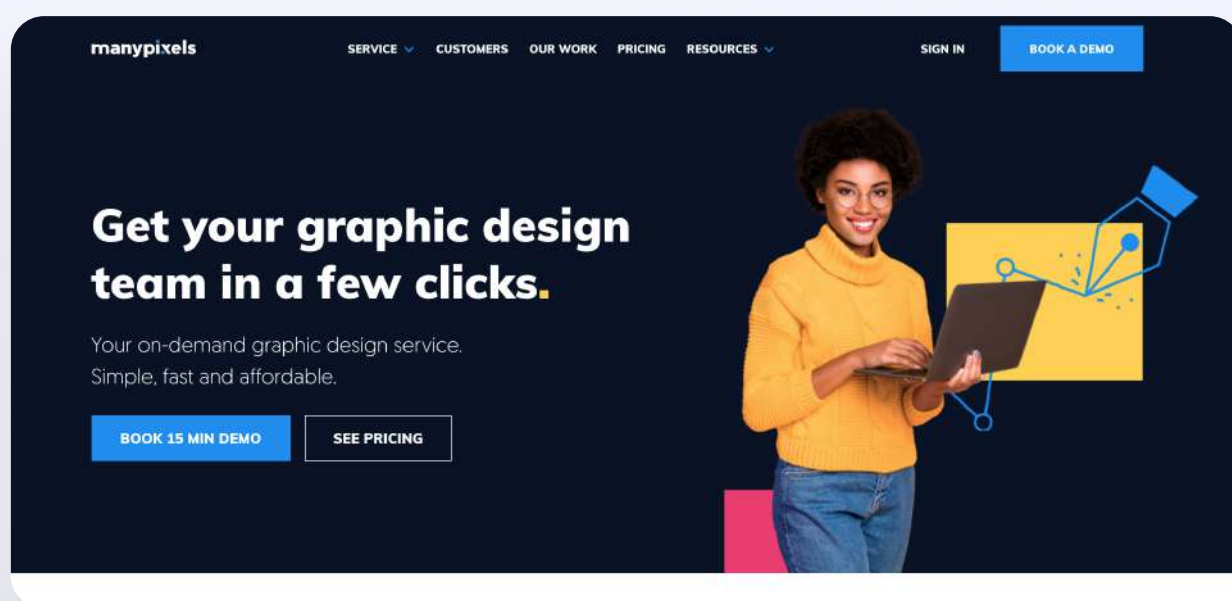 manypixels
SERVICE CUSTOMERS OUR WORK PRICING RESOURCES SIGN IN BOOK A DEMO
Get your graphic design
team in a few clicks.
Your on-demand graphic design service.
Simple, fast and affordable.
BOOK 15 MIN DEMO SEE PRICING